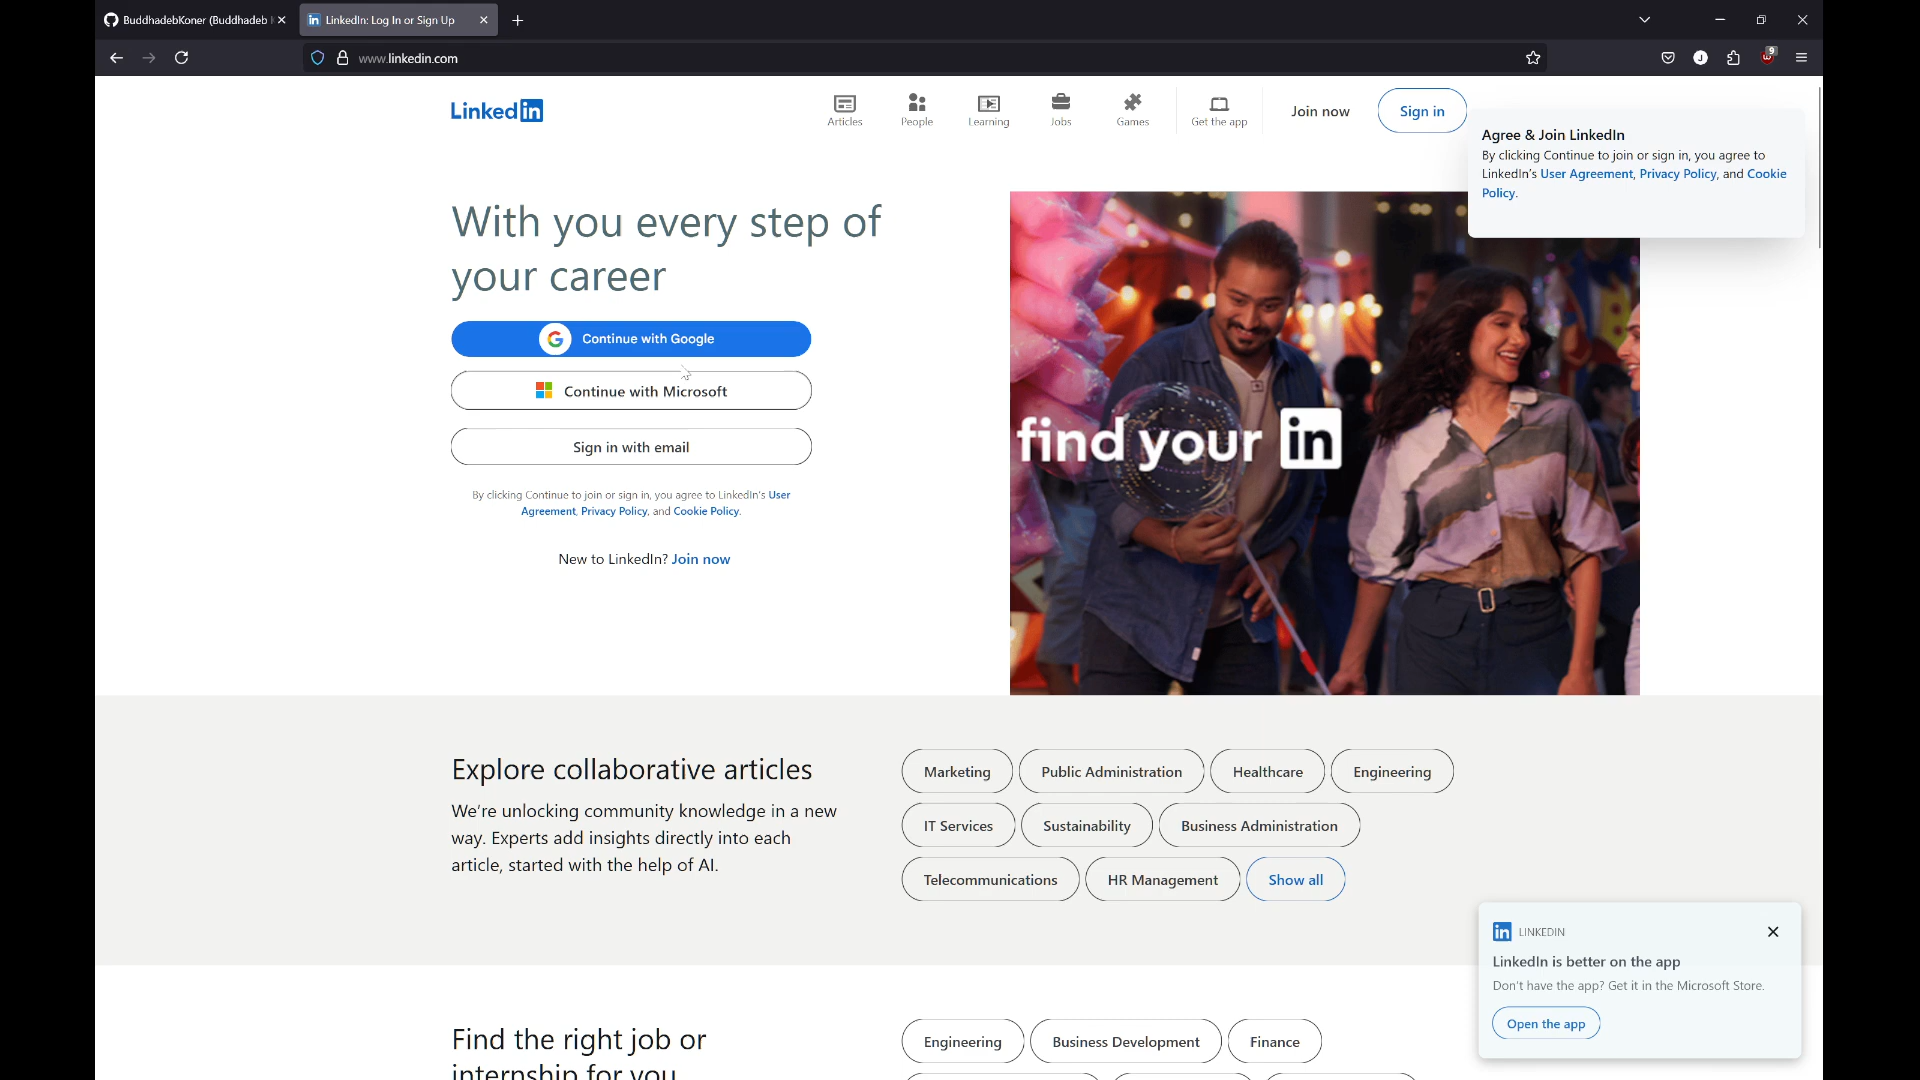 BuddhadebKoner (Buddhadeb
LinkedIn: Log In or Sign Up
www.linkedin.com
9
J
Linked in
Articles
People
Learning
Jobs
Games
Get the app
Join now
Sign in
Agree & Join LinkedIn
By clicking Continue to join or sign in, you agree to
LinkedIn's User Agreement, Privacy Policy, and Cookie
Policy.
With you every step of
your career
Continue with Google
Continue with Microsoft
Sign in with email
By clicking Continue to join or sign in, you agree to LinkedIn's User
Agreement, Privacy Policy, and Cookie Policy.
New to LinkedIn? Join now
find your in
Explore collaborative articles
We're unlocking community knowledge in a new
way. Experts add insights directly into each
article, started with the help of AI.
Marketing
Public Administration
Healthcare
Engineering
IT Services
Sustainability
Business Administration
Telecommunications
HR Management
Show all
in LINKEDIN
LinkedIn is better on the app
Don't have the app? Get it in the Microsoft Store.
Open the app
Find the right job or
internship for you
Engineering
Business Development
Finance